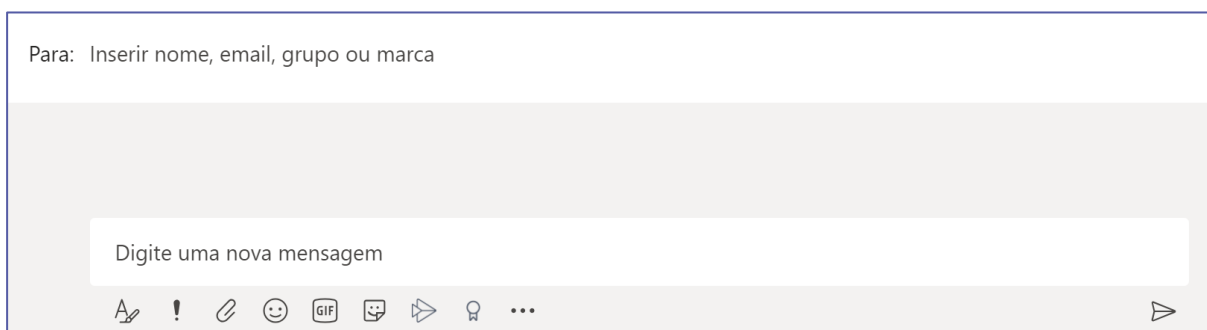 Para: Inserir nome, email, grupo ou marca
Digite uma nova mensagem
GIF